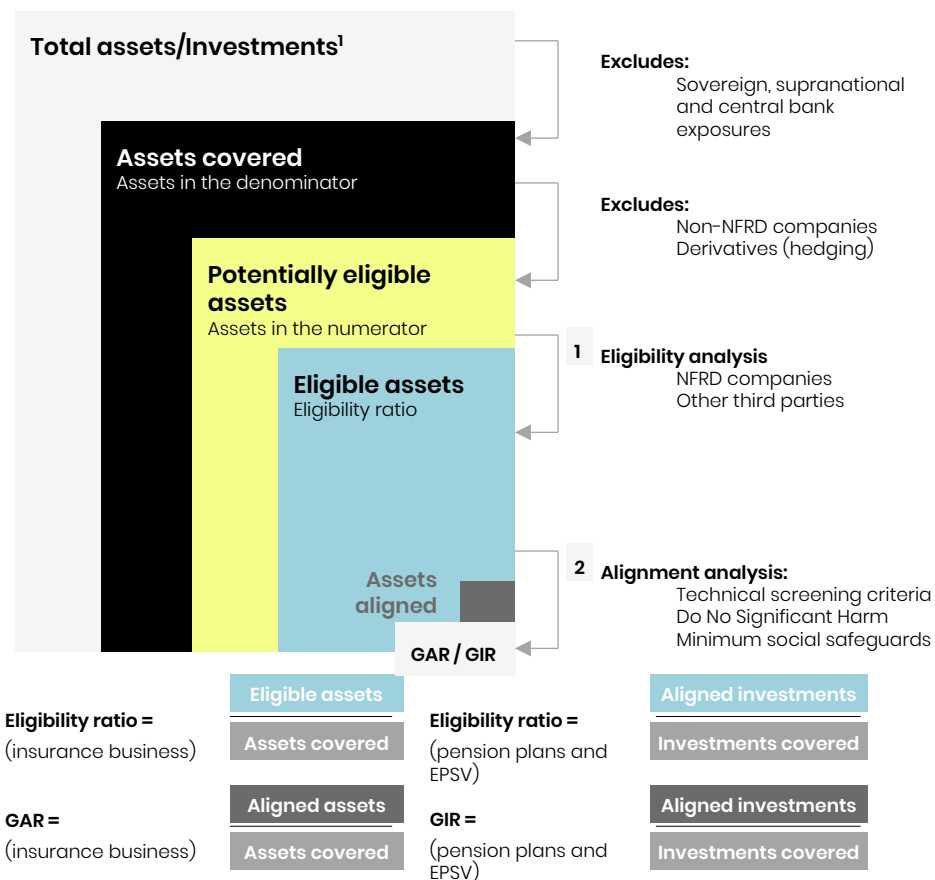 Total assets/Investments¹
Excludes:
Sovereign, supranational
and central bank
exposures
Assets covered
Assets in the denominator
Excludes:
Non-NFRD companies
Derivatives (hedging)
Potentially eligible
assets
Assets in the numerator
1
Eligibility analysis
NFRD companies
Other third parties
Eligible assets
Eligibility ratio
2
Alignment analysis:
Technical screening criteria
Do No Significant Harm
Minimum social safeguards
Assets
aligned
GAR / GIR
Eligibility ratio =
(insurance business)
Eligible assets
Assets covered
Eligibility ratio =
(pension plans and
EPSV)
Aligned investments
Investments covered
GAR =
(insurance business)
Aligned assets
Assets covered
GIR =
(pension plans and
EPSV)
Aligned investments
Investments covered